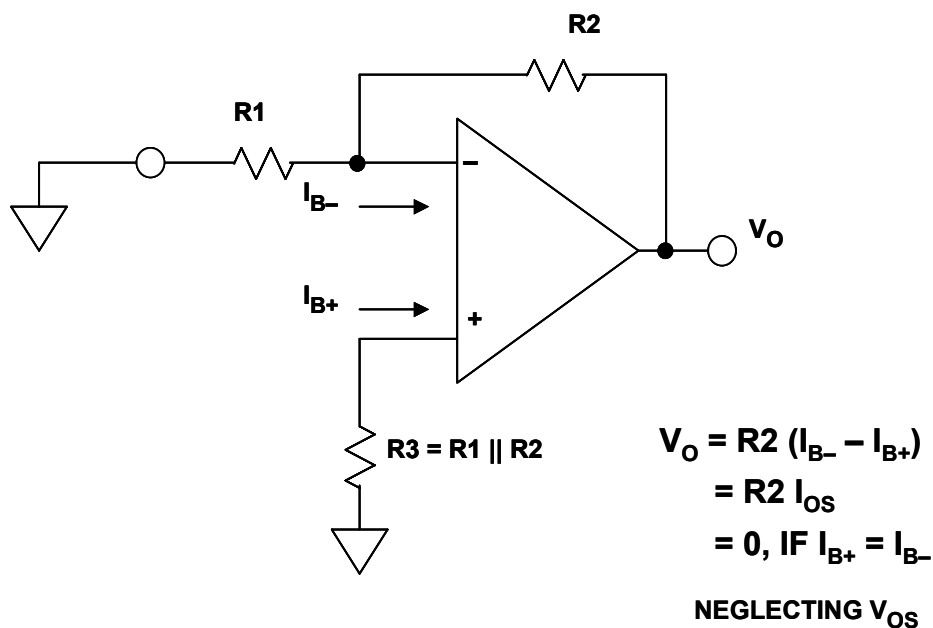 R2
R1
I_B–
V_O
I_B+
–
+
R3 = R1 || R2
V_O = R2 (I_B– – I_B+)
= R2 I_OS
= 0, IF I_B+ = I_B–
NEGLECTING V_OS